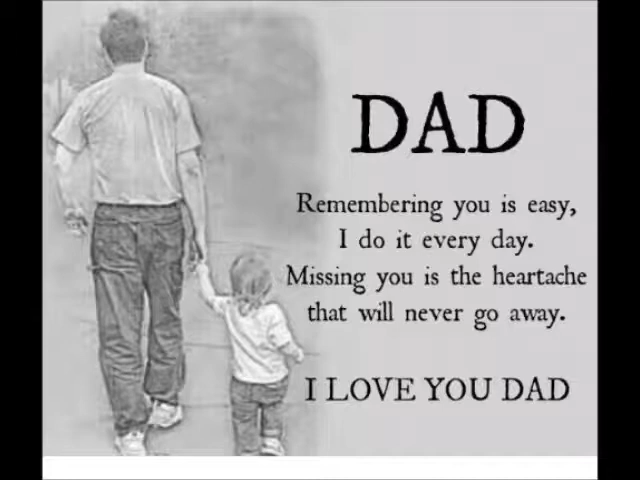 DAD
Remembering you is easy,
I do it every day.
Missing you is the heartache
that will never go away.
I LOVE YOU DAD